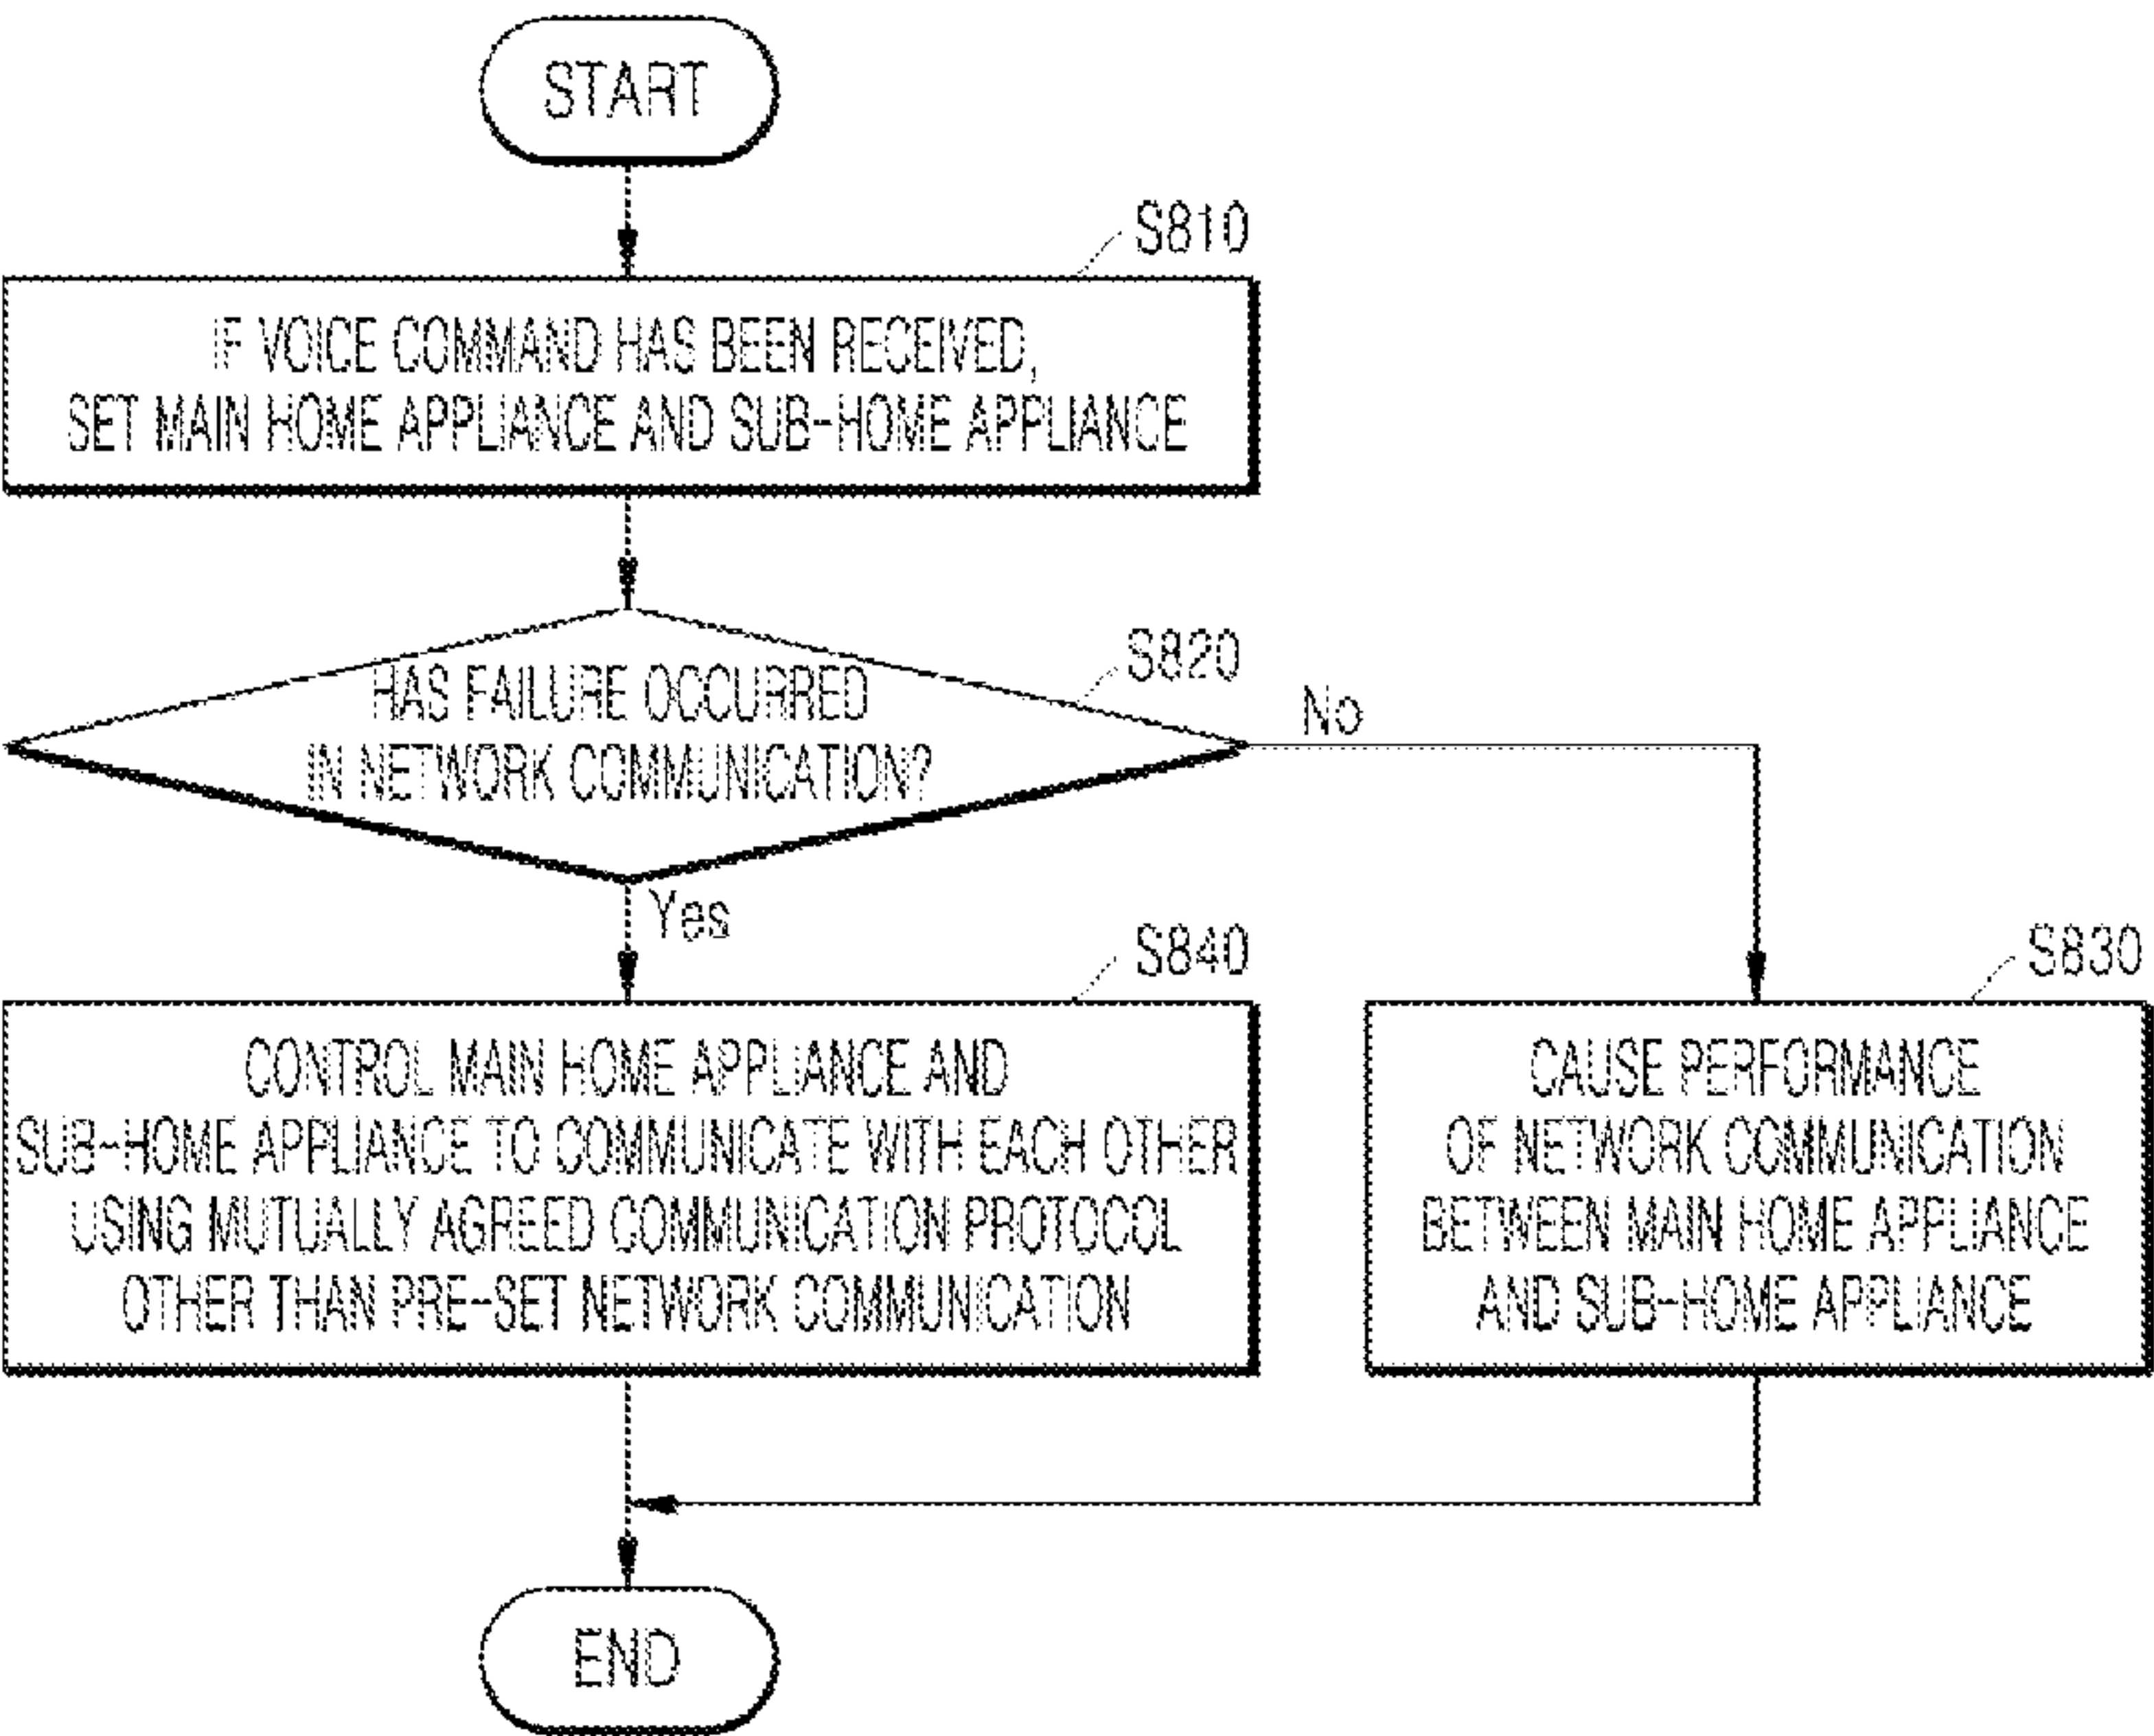 START
S810
IF VOICE COMMAND HAS BEEN RECEIVED,
SET MAIN HOME APPLIANCE AND SUB-HOME APPLIANCE
S820
HAS FAILURE OCCURRED
IN NETWORK COMMUNICATION?
No
Yes
S840
CONTROL MAIN HOME APPLIANCE AND
SUB-HOME APPLIANCE TO COMMUNICATE WITH EACH OTHER
USING MUTUALLY AGREED COMMUNICATION PROTOCOL
OTHER THAN PRE-SET NETWORK COMMUNICATION
S830
CAUSE PERFORMANCE
OF NETWORK COMMUNICATION
BETWEEN MAIN HOME APPLIANCE
AND SUB-HOME APPLIANCE
END